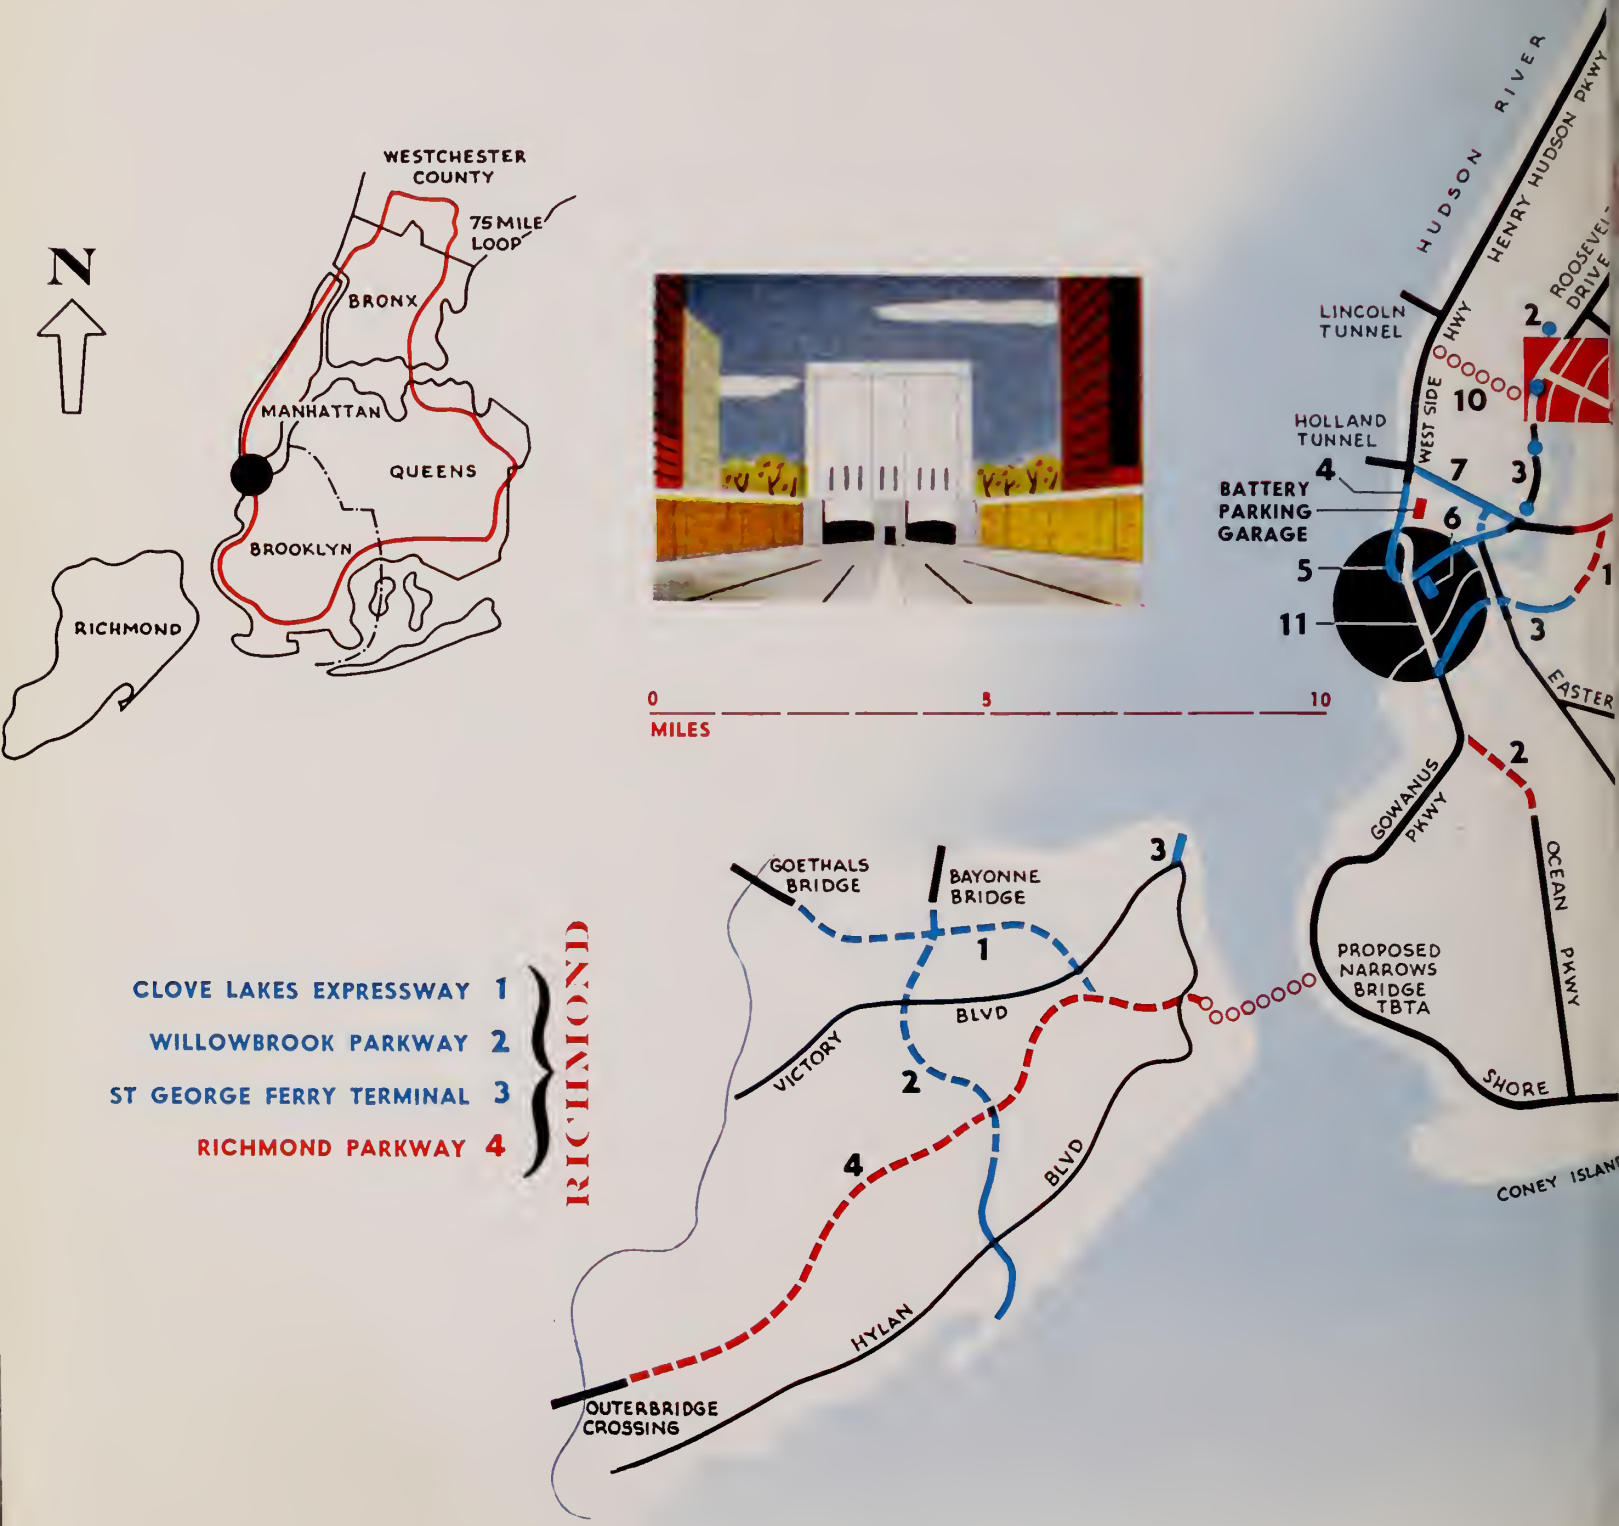 WESTCHESTER
COUNTY
75 MILE
LOOP
N
BRONX
MANHATTAN
QUEENS
BROOKLYN
RICHMOND
0 5 10
MILES
HUDSON RIVER
HENRY HUDSON PKWY
ROOSEVELT
DRIVE
LINCOLN
TUNNEL
WEST SIDE HWY
2
10
HOLLAND
TUNNEL
4
7
3
BATTERY
PARKING
GARAGE
6
5
1
11
3
EASTER
2
GOWANUS
PKWY
OCEAN PKWY
PROPOSED
NARROWS
BRIDGE
TBTA
SHORE
CONEY ISLAN
GOETHALS
BRIDGE
BAYONNE
BRIDGE
3
1
VICTORY BLVD
2
4
HYLAN BLVD
OUTERBRIDGE
CROSSING
CLOVE LAKES EXPRESSWAY 1
WILLOWBROOK PARKWAY 2
ST GEORGE FERRY TERMINAL 3
RICHMOND PARKWAY 4
RICHMOND